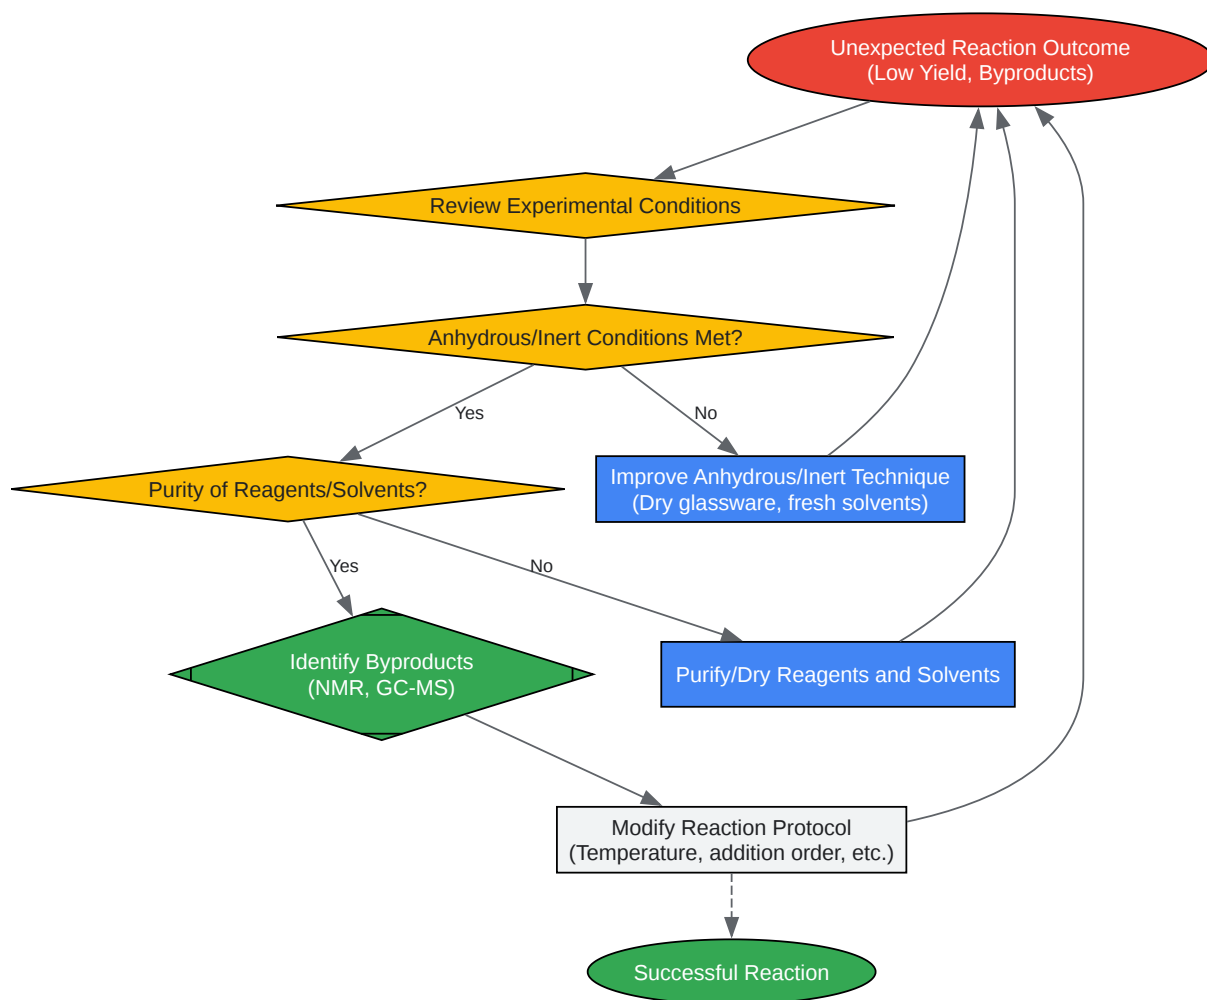 Unexpected Reaction Outcome
(Low Yield, Byproducts)
Review Experimental Conditions
Anhydrous/Inert Conditions Met?
Yes
No
Purity of Reagents/Solvents?
Improve Anhydrous/Inert Technique
(Dry glassware, fresh solvents)
Yes
No
Identify Byproducts
(NMR, GC-MS)
Purify/Dry Reagents and Solvents
Modify Reaction Protocol
(Temperature, addition order, etc.)
Successful Reaction